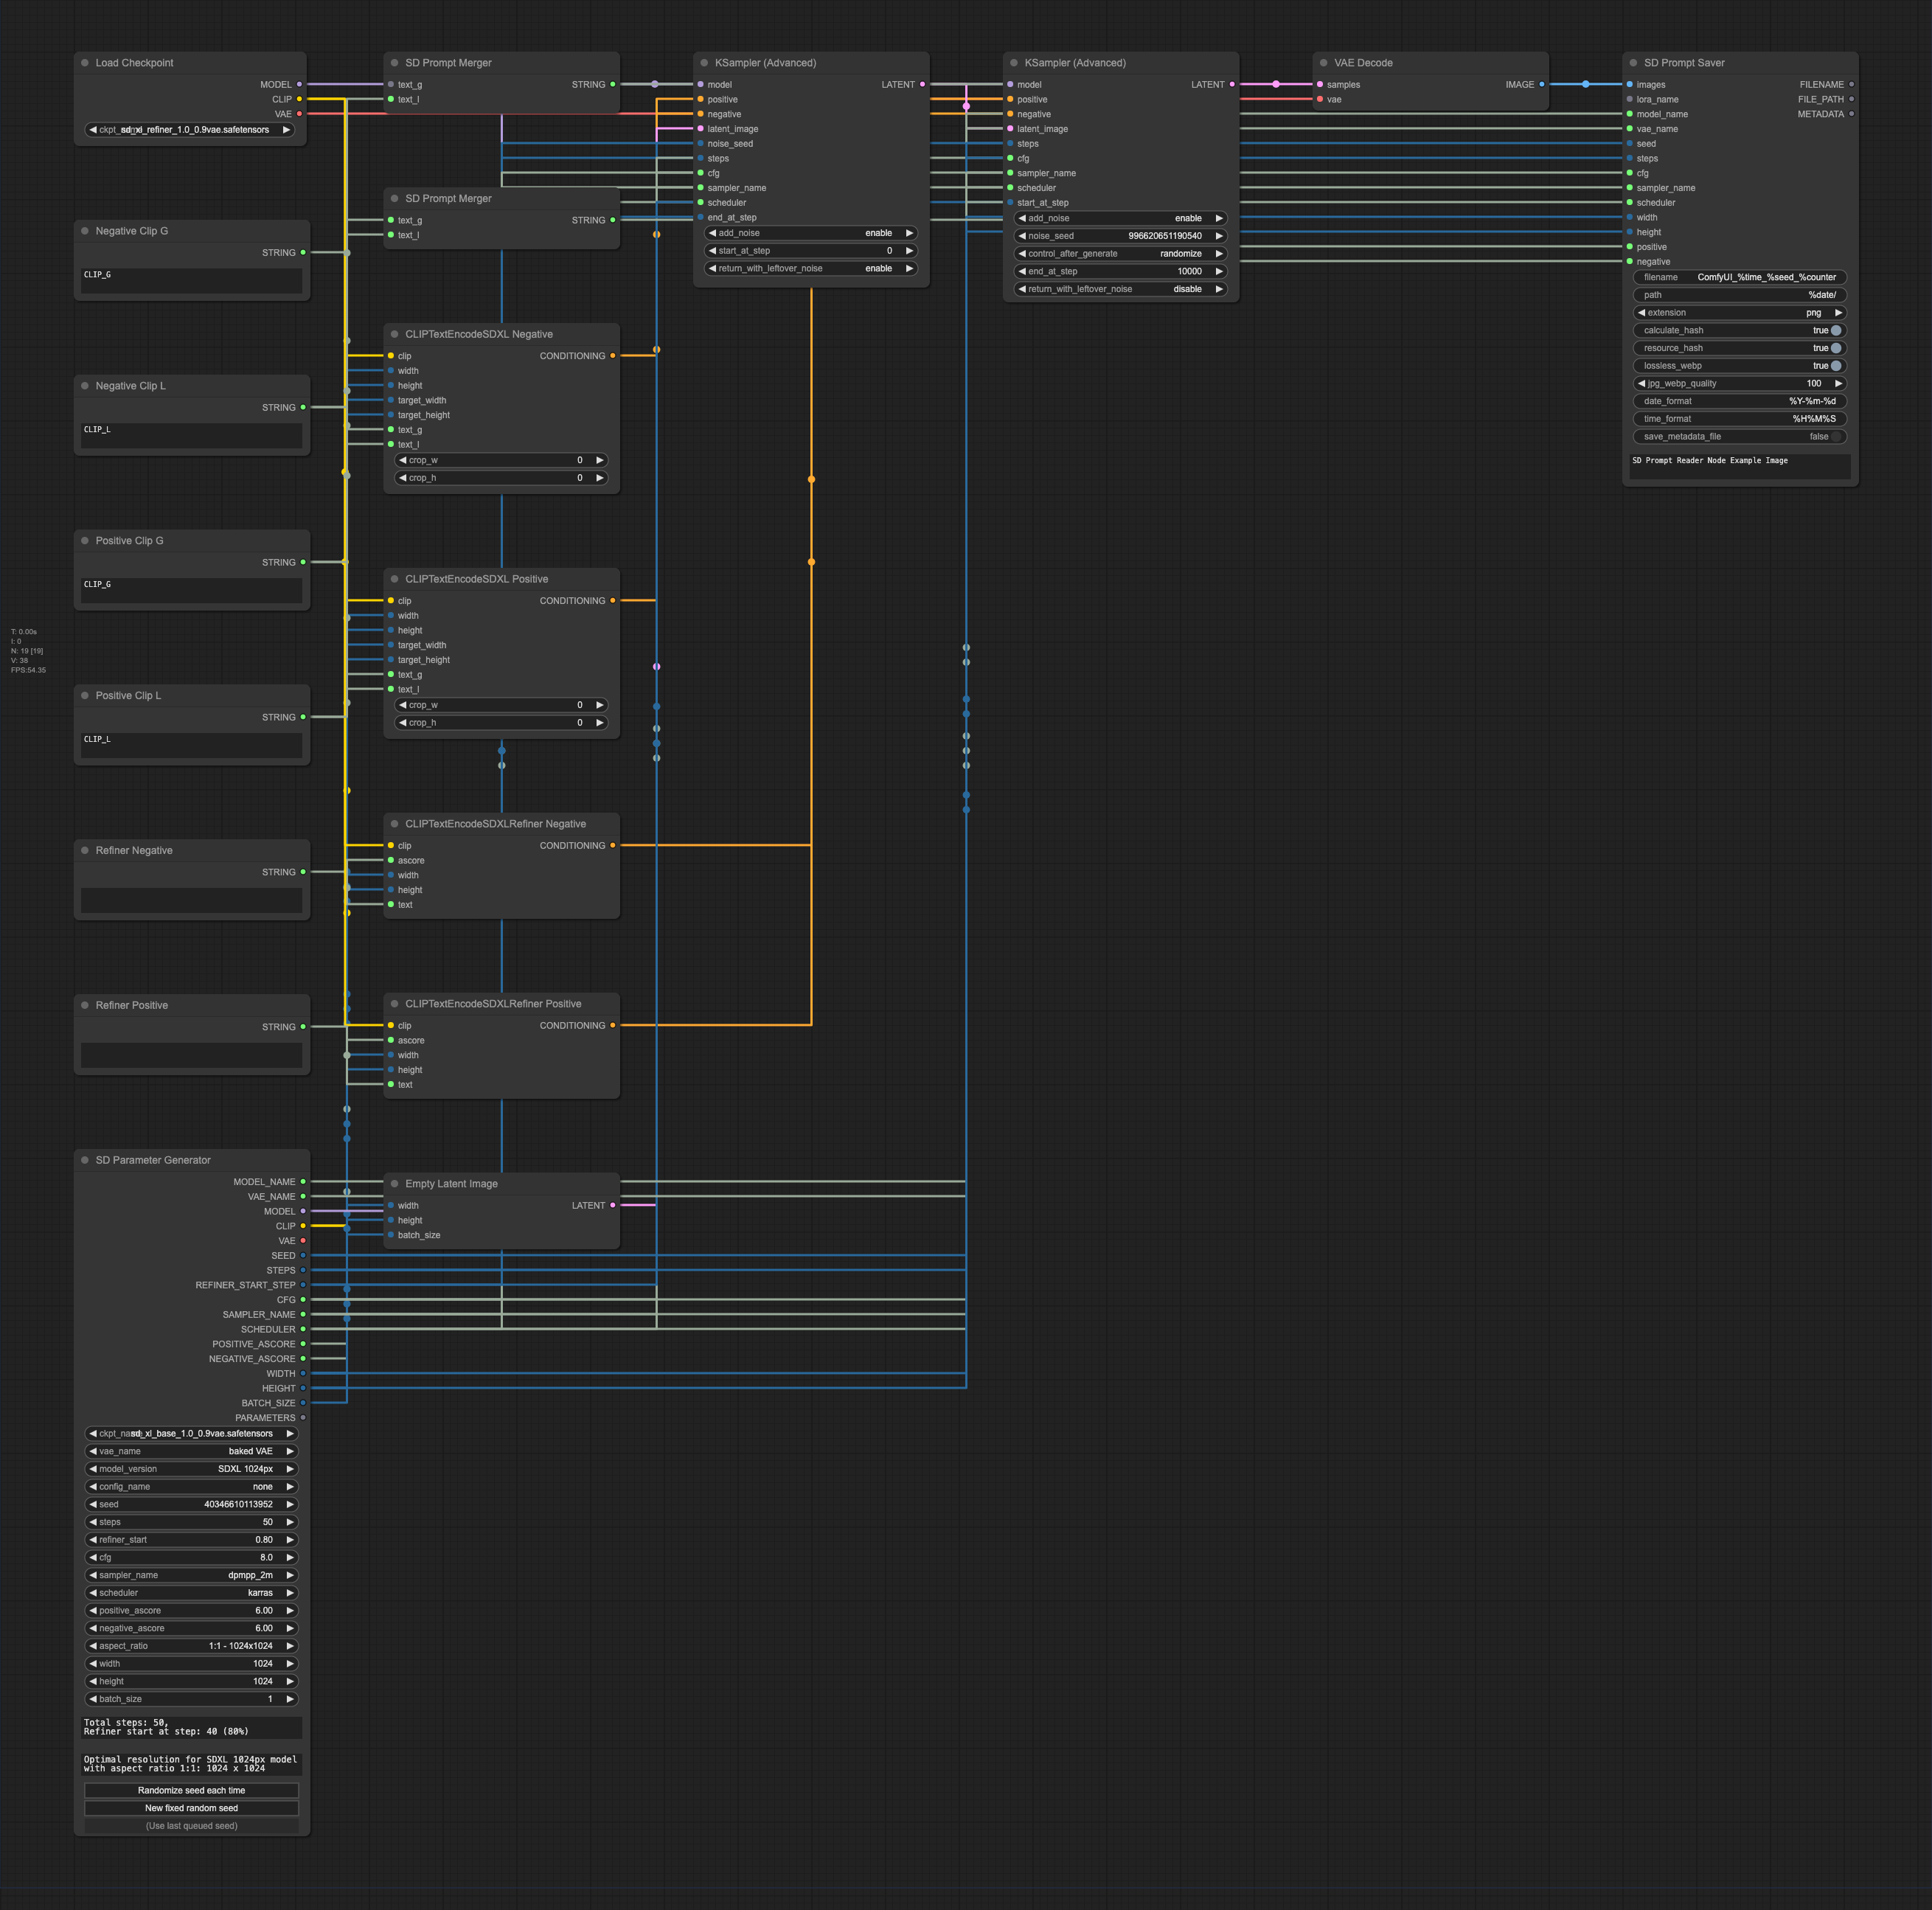 Load Checkpoint
MODEL
CLIP
VAE
sd_xl_refiner_1.0_0.9vae.safetensors
Negative Clip G
STRING
CLIP_G
Negative Clip L
STRING
CLIP_L
Positive Clip G
STRING
CLIP_G
T: 0.00s
I: 0
N: 19 [19]
V: 38
FPS:54.35
Positive Clip L
STRING
CLIP_L
Refiner Negative
STRING
Refiner Positive
STRING
SD Parameter Generator
MODEL_NAME
VAE_NAME
MODEL
CLIP
VAE
SEED
STEPS
REFINER_START_STEP
CFG
SAMPLER_NAME
SCHEDULER
POSITIVE_ASCORE
NEGATIVE_ASCORE
WIDTH
HEIGHT
BATCH_SIZE
PARAMETERS
sd_xl_base_1.0_0.9vae.safetensors
vae_name baked VAE
model_version SDXL 1024px
config_name none
seed 40346610113952
steps 50
refiner_start 0.80
cfg 8.0
sampler_name dpmpp_2m
scheduler karras
positive_ascore 6.00
negative_ascore 6.00
aspect_ratio 1:1 - 1024x1024
width 1024
height 1024
batch_size 1
Total steps: 50,
Refiner start at step: 40 (80%)
Optimal resolution for SDXL 1024px model
with aspect ratio 1:1: 1024 x 1024
Randomize seed each time
New fixed random seed
(Use last queued seed)
SD Prompt Merger
text_g STRING
text_l
SD Prompt Merger
text_g STRING
text_l
CLIPTextEncodeSDXL Negative
clip CONDITIONING
width
height
target_width
target_height
text_g
text_l
crop_w 0
crop_h 0
CLIPTextEncodeSDXL Positive
clip CONDITIONING
width
height
target_width
target_height
text_g
text_l
crop_w 0
crop_h 0
CLIPTextEncodeSDXLRefiner Negative
clip CONDITIONING
ascore
width
height
text
CLIPTextEncodeSDXLRefiner Positive
clip CONDITIONING
ascore
width
height
text
Empty Latent Image
width LATENT
height
batch_size
KSampler (Advanced)
model LATENT
positive
negative
latent_image
noise_seed
steps
cfg
sampler_name
scheduler
end_at_step
add_noise enable
start_at_step 0
return_with_leftover_noise enable
KSampler (Advanced)
model LATENT
positive
negative
latent_image
steps
cfg
sampler_name
scheduler
start_at_step
add_noise enable
noise_seed 996620651190540
control_after_generate randomize
end_at_step 10000
return_with_leftover_noise disable
VAE Decode
samples IMAGE
vae
SD Prompt Saver
images FILENAME
lora_name FILE_PATH
model_name METADATA
vae_name
seed
steps
cfg
sampler_name
scheduler
width
height
positive
negative
filename ComfyUI_%time_%seed_%counter
path %date/
extension png
calculate_hash true
resource_hash true
lossless_webp true
jpg_webp_quality 100
date_format %Y-%m-%d
time_format %H%M%S
save_metadata_file false
SD Prompt Reader Node Example Image